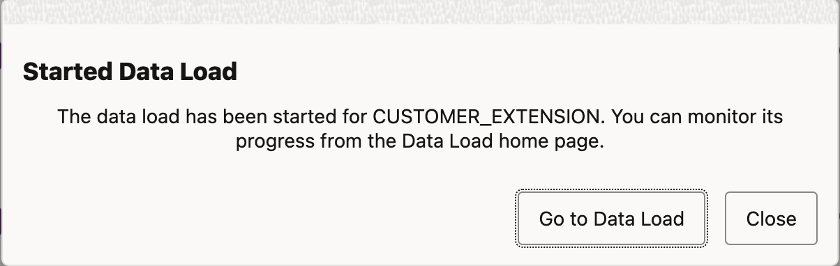 Started Data Load
The data load has been started for CUSTOMER_EXTENSION. You can monitor its
progress from the Data Load home page.
Go to Data Load
Close